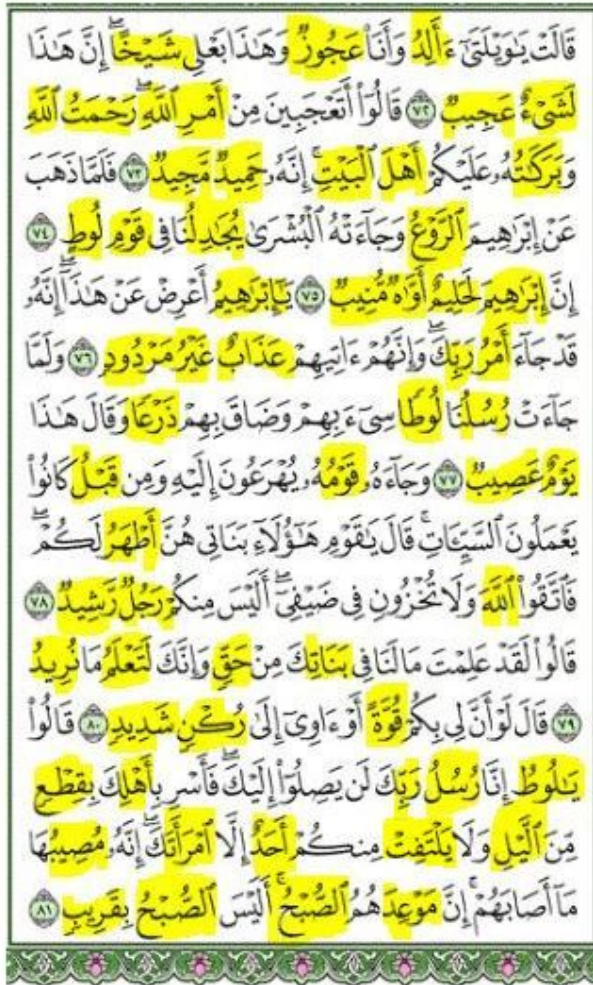 قَالَتْ يَٰوَيْلَتَىٰٓ ءَأَلِدُ وَأَنَا۠ عَجُوزٌ وَهَٰذَا بَعْلِى شَيْخًا ۖ إِنَّ هَٰذَا
لَشَىْءٌ عَجِيبٌ ﴿٧٢﴾ قَالُوٓا۟ أَتَعْجَبِينَ مِنْ أَمْرِ ٱللَّهِ ۖ رَحْمَتُ ٱللَّهِ
وَبَرَكَٰتُهُۥ عَلَيْكُمْ أَهْلَ ٱلْبَيْتِ ۚ إِنَّهُۥ حَمِيدٌ مَّجِيدٌ ﴿٧٣﴾ فَلَمَّا ذَهَبَ
عَنْ إِبْرَٰهِيمَ ٱلرَّوْعُ وَجَآءَتْهُ ٱلْبُشْرَىٰ يُجَٰدِلُنَا فِى قَوْمِ لُوطٍ ﴿٧٤﴾
إِنَّ إِبْرَٰهِيمَ لَحَلِيمٌ أَوَّٰهٌ مُّنِيبٌ ﴿٧٥﴾ يَٰٓإِبْرَٰهِيمُ أَعْرِضْ عَنْ هَٰذَآ ۖ إِنَّهُۥ
قَدْ جَآءَ أَمْرُ رَبِّكَ ۖ وَإِنَّهُمْ ءَاتِيهِمْ عَذَابٌ غَيْرُ مَرْدُودٍ ﴿٧٦﴾ وَلَمَّا
جَآءَتْ رُسُلُنَا لُوطًا سِىٓءَ بِهِمْ وَضَاقَ بِهِمْ ذَرْعًا وَقَالَ هَٰذَا
يَوْمٌ عَصِيبٌ ﴿٧٧﴾ وَجَآءَهُۥ قَوْمُهُۥ يُهْرَعُونَ إِلَيْهِ وَمِن قَبْلُ كَانُوا۟
يَعْمَلُونَ ٱلسَّيِّـَٔاتِ ۚ قَالَ يَٰقَوْمِ هَٰٓؤُلَآءِ بَنَاتِى هُنَّ أَطْهَرُ لَكُمْ ۖ
فَٱتَّقُوا۟ ٱللَّهَ وَلَا تُخْزُونِ فِى ضَيْفِىٓ ۖ أَلَيْسَ مِنكُمْ رَجُلٌ رَّشِيدٌ ﴿٧٨﴾
قَالُوا۟ لَقَدْ عَلِمْتَ مَا لَنَا فِى بَنَاتِكَ مِنْ حَقٍّ وَإِنَّكَ لَتَعْلَمُ مَا نُرِيدُ
﴿٧٩﴾ قَالَ لَوْ أَنَّ لِى بِكُمْ قُوَّةً أَوْ ءَاوِىٓ إِلَىٰ رُكْنٍ شَدِيدٍ ﴿٨٠﴾ قَالُوا۟
يَٰلُوطُ إِنَّا رُسُلُ رَبِّكَ لَن يَصِلُوٓا۟ إِلَيْكَ ۖ فَأَسْرِ بِأَهْلِكَ بِقِطْعٍ
مِّنَ ٱلَّيْلِ وَلَا يَلْتَفِتْ مِنكُمْ أَحَدٌ إِلَّا ٱمْرَأَتَكَ ۖ إِنَّهُۥ مُصِيبُهَا
مَآ أَصَابَهُمْ ۚ إِنَّ مَوْعِدَهُمُ ٱلصُّبْحُ ۚ أَلَيْسَ ٱلصُّبْحُ بِقَرِيبٍ ﴿٨١﴾